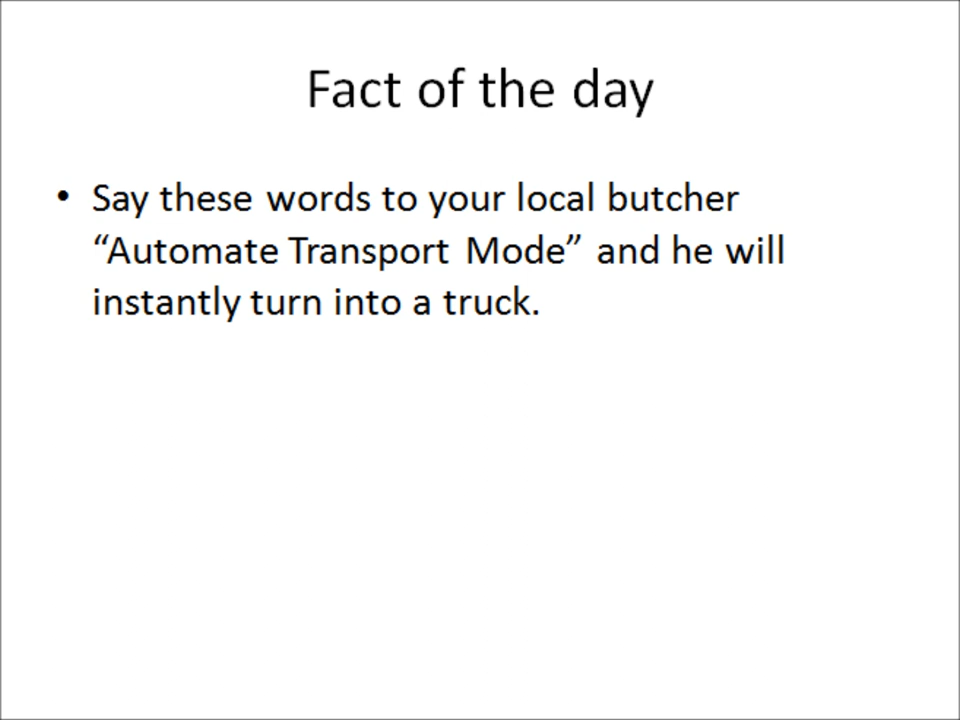 Fact of the day
• Say these words to your local butcher
“Automate Transport Mode” and he will
instantly turn into a truck.